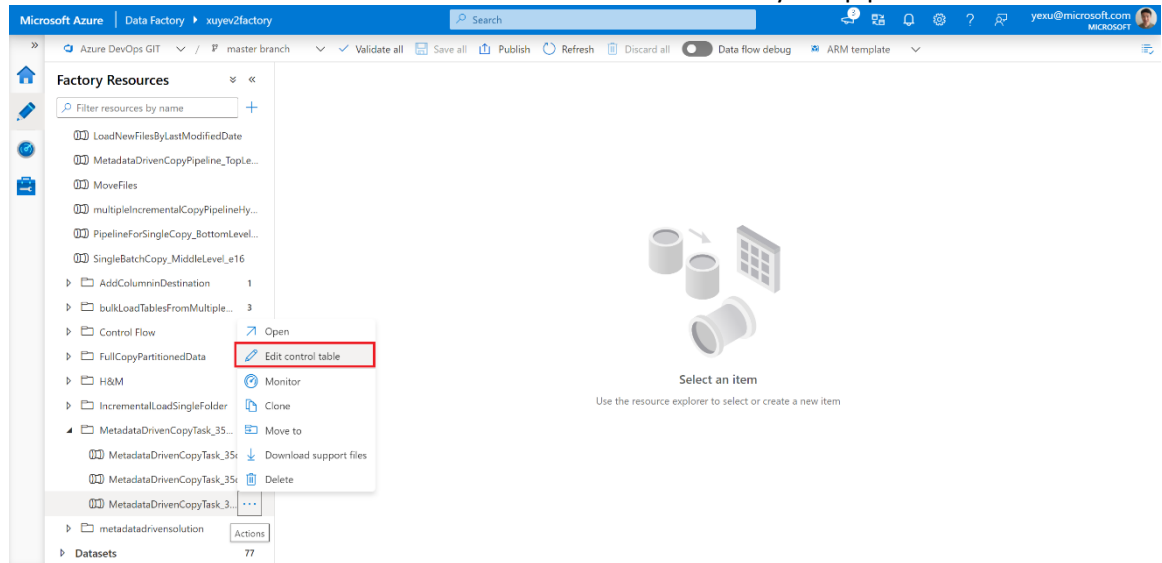 Microsoft Azure Data Factory xuyev2factory Search yexu@microsoft.com
MICROSOFT
Azure DevOps GIT / master branch Validate all Save all Publish Refresh Discard all Data flow debug ARM template
Factory Resources
Filter resources by name
LoadNewFilesByLastModifiedDate
MetadataDrivenCopyPipeline_TopLe...
MoveFiles
multipleIncrementalCopyPipelineHy...
PipelineForSingleCopy_BottomLevel...
SingleBatchCopy_MiddleLevel_e16
AddColumninDestination 1
bulkLoadTablesFromMultiple... 3
Control Flow
FullCopyPartitionedData
H&M
IncrementalLoadSingleFolder
MetadataDrivenCopyTask_35...
MetadataDrivenCopyTask_35
MetadataDrivenCopyTask_35
MetadataDrivenCopyTask_3...
metadatadrivensolution
Datasets 77
Open
Edit control table
Monitor
Clone
Move to
Download support files
Delete
Actions
Select an item
Use the resource explorer to select or create a new item